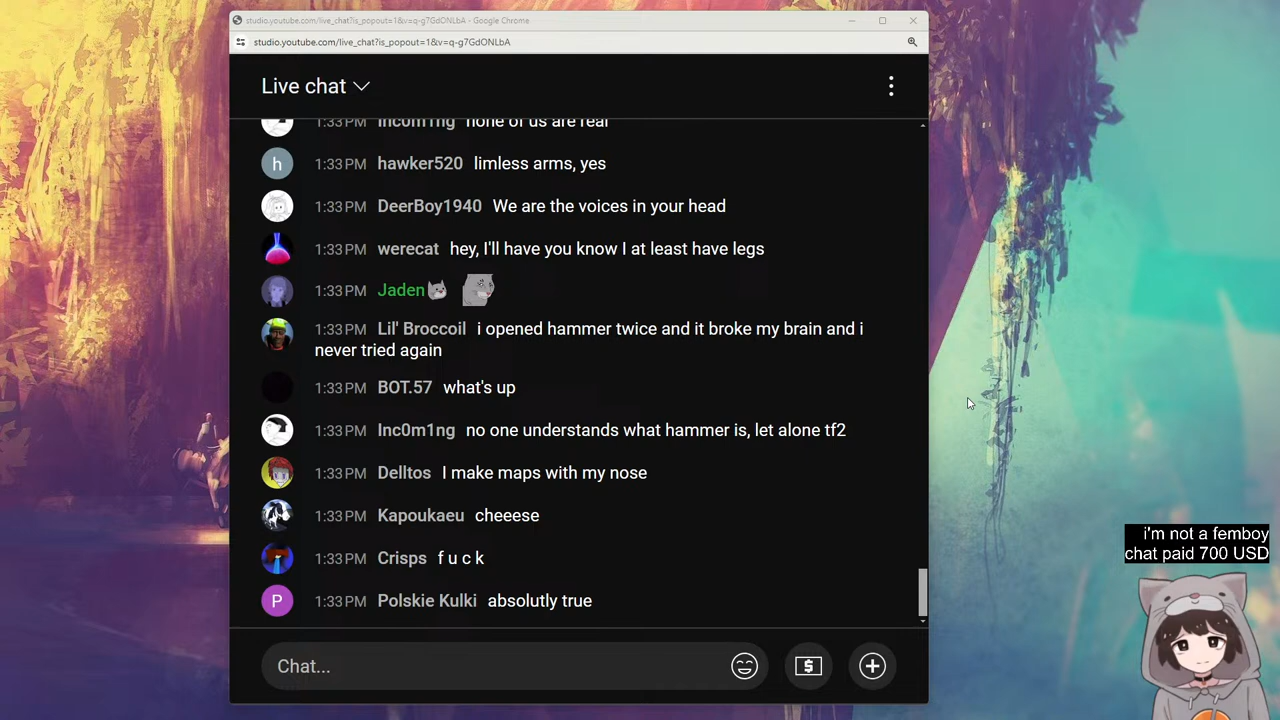 studio.youtube.com/live_chat?is_popout=1&v=q-g7GdONLbA - Google Chrome
studio.youtube.com/live_chat?is_popout=1&v=q-g7GdONLbA
Live chat
1:33 PM Inc0m1ng none of us are real
h 1:33 PM hawker520 limless arms, yes
1:33 PM DeerBoy1940 We are the voices in your head
1:33 PM werecat hey, I'll have you know I at least have legs
1:33 PM Jaden
1:33 PM Lil' Broccoil i opened hammer twice and it broke my brain and i
never tried again
1:33 PM BOT.57 what's up
1:33 PM Inc0m1ng no one understands what hammer is, let alone tf2
1:33 PM Delltos I make maps with my nose
1:33 PM Kapoukaeu cheeese
1:33 PM Crisps f u c k
P 1:33 PM Polskie Kulki absolutly true
Chat...
$
i'm not a femboy
chat paid 700 USD